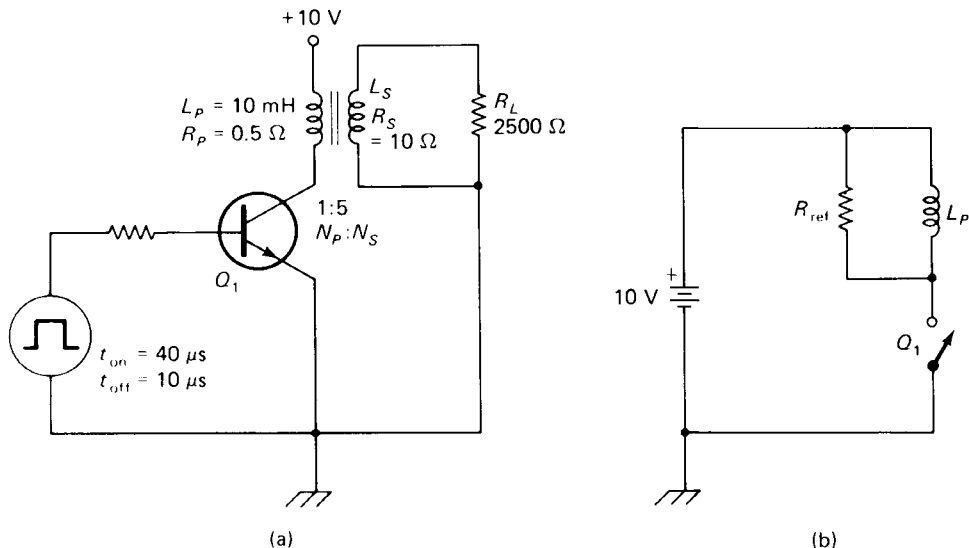 +10 V
L_P = 10 mH
R_P = 0.5 Ω
L_S
R_S
= 10 Ω
R_L
2500 Ω
1:5
N_P:N_S
Q_1
t_on = 40 μs
t_off = 10 μs
(a)
R_ref
L_P
+
10 V
Q_1
(b)